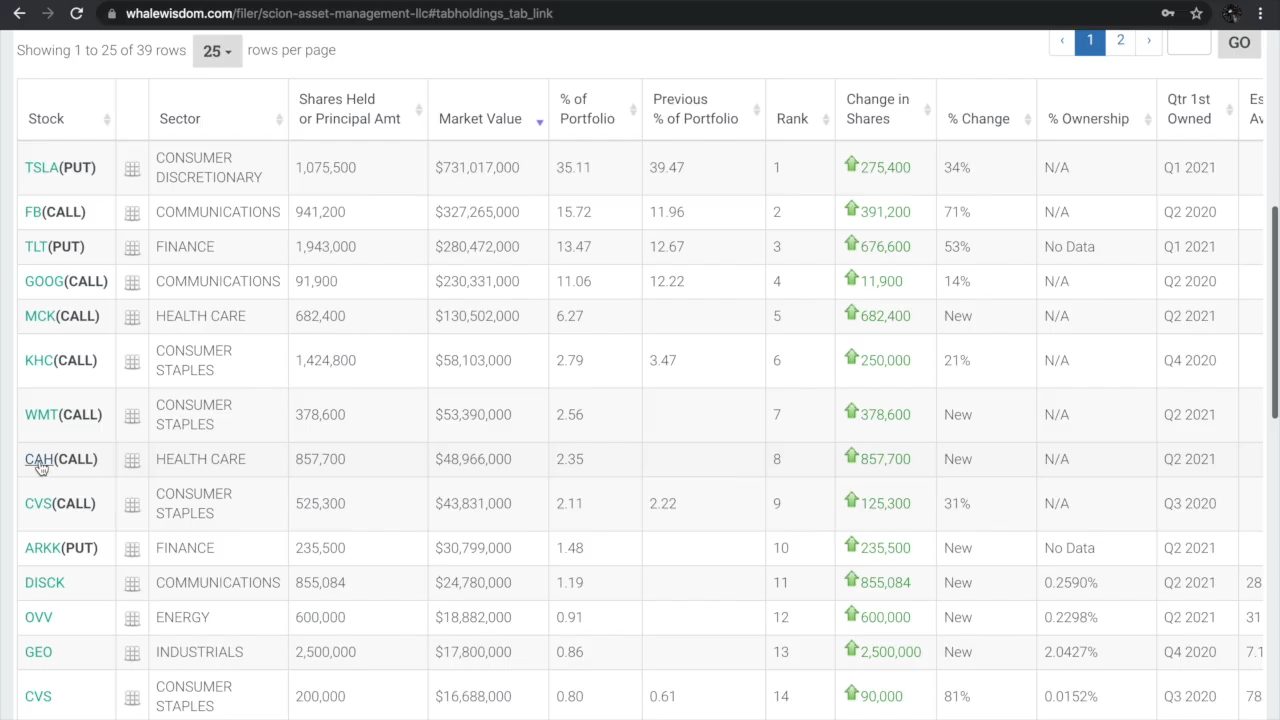 whalewisdom.com/filer/scion-asset-management-llc#tabholdings_tab_link
Showing 1 to 25 of 39 rows 25 rows per page ‹ 1 2 › GO
Stock Sector Shares Held or Principal Amt Market Value % of Portfolio Previous % of Portfolio Rank Change in Shares % Change % Ownership Qtr 1st Owned Es Av
TSLA(PUT) CONSUMER DISCRETIONARY 1,075,500 $731,017,000 35.11 39.47 1 275,400 34% N/A Q1 2021
FB(CALL) COMMUNICATIONS 941,200 $327,265,000 15.72 11.96 2 391,200 71% N/A Q2 2020
TLT(PUT) FINANCE 1,943,000 $280,472,000 13.47 12.67 3 676,600 53% No Data Q1 2021
GOOG(CALL) COMMUNICATIONS 91,900 $230,331,000 11.06 12.22 4 11,900 14% N/A Q2 2020
MCK(CALL) HEALTH CARE 682,400 $130,502,000 6.27 5 682,400 New N/A Q2 2021
KHC(CALL) CONSUMER STAPLES 1,424,800 $58,103,000 2.79 3.47 6 250,000 21% N/A Q4 2020
WMT(CALL) CONSUMER STAPLES 378,600 $53,390,000 2.56 7 378,600 New N/A Q2 2021
CAH(CALL) HEALTH CARE 857,700 $48,966,000 2.35 8 857,700 New N/A Q2 2021
CVS(CALL) CONSUMER STAPLES 525,300 $43,831,000 2.11 2.22 9 125,300 31% N/A Q3 2020
ARKK(PUT) FINANCE 235,500 $30,799,000 1.48 10 235,500 New No Data Q2 2021
DISCK COMMUNICATIONS 855,084 $24,780,000 1.19 11 855,084 New 0.2590% Q2 2021 28
OVV ENERGY 600,000 $18,882,000 0.91 12 600,000 New 0.2298% Q2 2021 31
GEO INDUSTRIALS 2,500,000 $17,800,000 0.86 13 2,500,000 New 2.0427% Q4 2020 7.1
CVS CONSUMER STAPLES 200,000 $16,688,000 0.80 0.61 14 90,000 81% 0.0152% Q3 2020 78